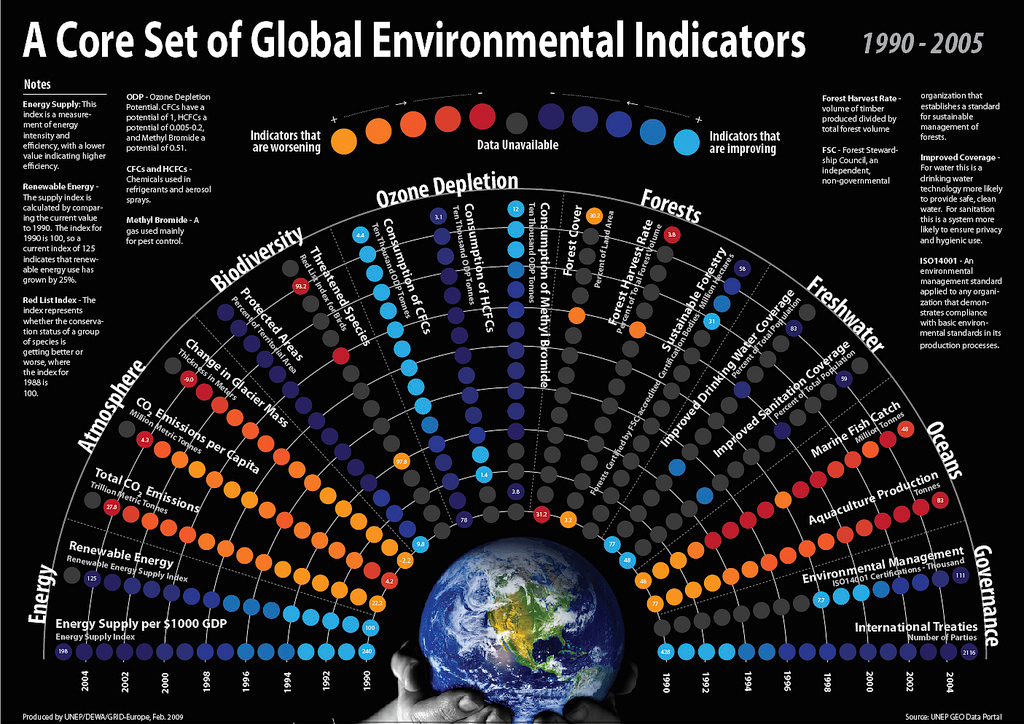 A Core Set of Global Environmental Indicators
1990 - 2005
Notes
Energy Supply: This
index is a measure-
ment of energy
intensity and
efficiency, with a lower
value indicating higher
efficiency.
Renewable Energy -
The supply index is
calculated by compar-
ing the current value
to 1990. The index for
1990 is 100, so a
current index of 125
indicates that renew-
able energy use has
grown by 25%.
Red List Index - The
index represents
whether the conserva-
tion status of a group
of species is
getting better or
worse, where
the index for
1988 is
100.
ODP - Ozone Depletion
Potential. CFCs have a
potential of 1, HCFCs a
potential of 0.005-0.2,
and Methyl Bromide a
potential of 0.51.
CFCs and HCFCs -
Chemicals used in
refrigerants and aerosol
sprays.
Methyl Bromide - A
gas used mainly
for pest control.
+ → -
Indicators that
are worsening
Data Unavailable
- ← +
Indicators that
are improving
Forest Harvest Rate -
volume of timber
produced divided by
total forest volume
FSC - Forest Steward-
ship Council, an
independent,
non-governmental
organization that
establishes a standard
for sustainable
management of
forests.
Improved Coverage -
For water this is a
drinking water
technology more likely
to provide safe, clean
water. For sanitation
this is a system more
likely to ensure privacy
and hygienic use.
ISO14001 - An
environmental
management standard
applied to any organi-
zation that demon-
strates compliance
with basic environ-
mental standards in its
production processes.
Energy
Energy Supply per $1000 GDP
Energy Supply Index
198
240
Renewable Energy
Renewable Energy Supply Index
125
100
Atmosphere
Total CO2 Emissions
Trillion Metric Tonnes
27.8
22.3
CO2 Emissions per Capita
Million Metric Tonnes
4.3
4.2
Change in Glacier Mass
Thickness in Meters
-9.0
-2.2
Biodiversity
Protected Areas
Percent of Territorial Area
9.8
Threatened Species
Red List Index for Birds
93.2
97.8
Ozone Depletion
Consumption of CFCs
Ten Thousand ODP Tonnes
4.4
78
Consumption of HCFCs
Ten Thousand ODP Tonnes
3.1
1.4
Consumption of Methyl Bromide
Ten Thousand ODP Tonnes
12
3.8
Forests
Forest Cover
Percent of Land Area
30.2
31.2
Forest Harvest Rate
Percent of Total Forest Volume
3.8
3.2
Sustainable Forestry
Forests Certified by FSC accredited Certification Bodies - Million Hectares
56
31
Freshwater
Improved Drinking Water Coverage
Percent of Total Population
83
77
Improved Sanitation Coverage
Percent of Total Population
59
48
Oceans
Marine Fish Catch
Million Tonnes
48
46
Aquaculture Production
Tonnes
83
77
Governance
Environmental Management
ISO14001 Certifications - Thousand
111
7.7
International Treaties
Number of Parties
428
2116
2004
2002
2000
1998
1996
1994
1992
1990
1990
1992
1994
1996
1998
2000
2002
2004
Produced by UNEP/DEWA/GRID-Europe, Feb. 2009
Source: UNEP GEO Data Portal